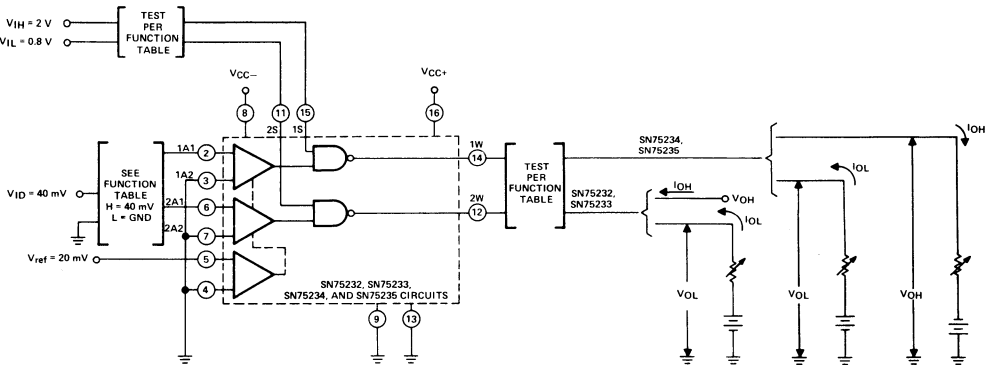 VIH = 2 V
VIL = 0.8 V
TEST
PER
FUNCTION
TABLE
VCC−
8
11
15
VCC+
16
2S
1S
1A1
2
1A2
3
2A1
6
2A2
7
5
4
SEE
FUNCTION
TABLE
H = 40 mV
L = GND
VID = 40 mV
Vref = 20 mV
1W
14
2W
12
SN75232, SN75233,
SN75234, AND SN75235 CIRCUITS
9
13
TEST
PER
FUNCTION
TABLE
SN75234,
SN75235
SN75232,
SN75233
IOH
VOH
IOL
VOL
IOL
VOL
IOH
VOH